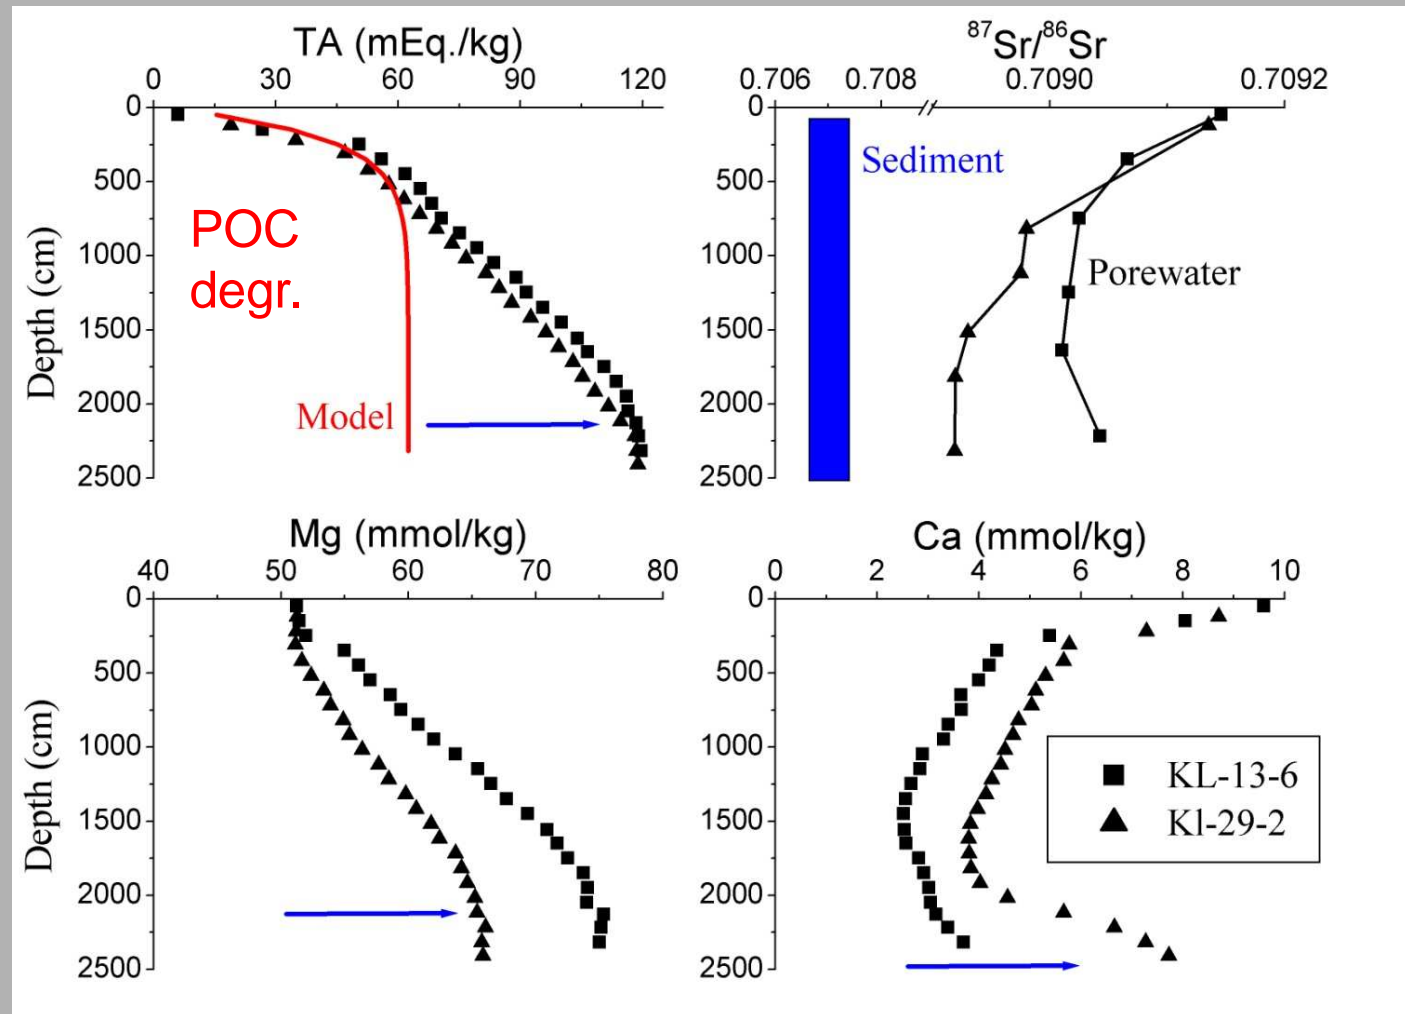 TA (mEq./kg)
0 30 60 90 120
0
500
1000
1500
2000
2500
Depth (cm)
POC
degr.
Model
87Sr/86Sr
0.706 0.708 0.7090 0.7092
0
500
1000
1500
2000
2500
Sediment
Porewater
Mg (mmol/kg)
40 50 60 70 80
0
500
1000
1500
2000
2500
Depth (cm)
Ca (mmol/kg)
0 2 4 6 8 10
0
500
1000
1500
2000
2500
KL-13-6
Kl-29-2